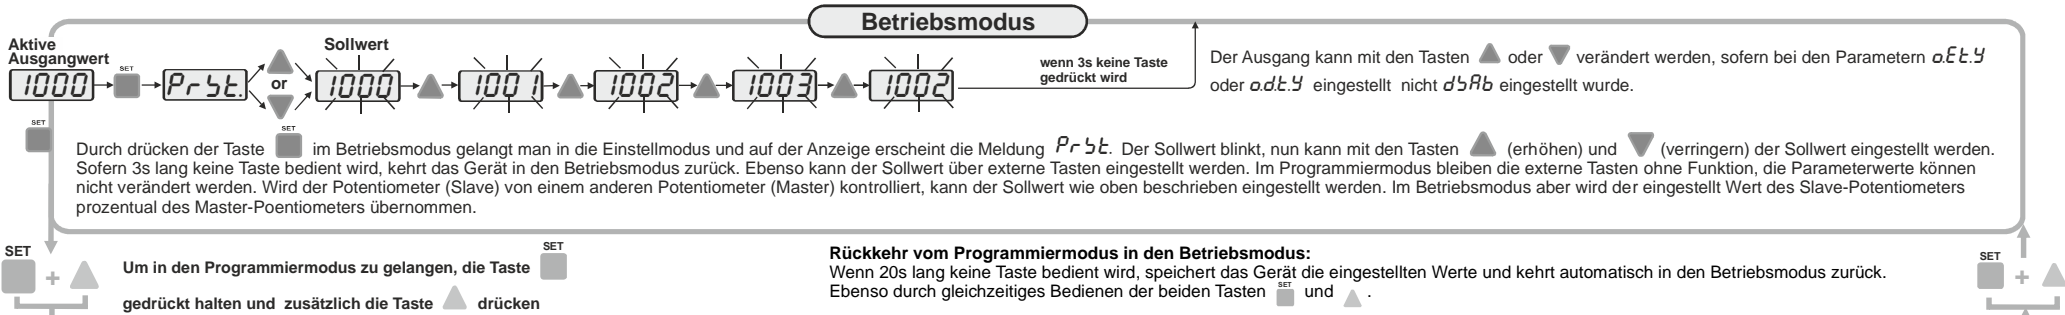 Betriebsmodus
Aktive
Ausgangwert
Sollwert
1000
SET
PrSt.
or
1000
1001
1002
1003
1002
wenn 3s keine Taste
gedrückt wird
Der Ausgang kann mit den Tasten oder verändert werden, sofern bei den Parametern o.Et.Y
oder o.d.t.Y eingestellt nicht dSAb eingestellt wurde.
SET
SET
Durch drücken der Taste im Betriebsmodus gelangt man in die Einstellmodus und auf der Anzeige erscheint die Meldung PrSt. Der Sollwert blinkt, nun kann mit den Tasten (erhöhen) und (verringern) der Sollwert eingestellt werden.
Sofern 3s lang keine Taste bedient wird, kehrt das Gerät in den Betriebsmodus zurück. Ebenso kann der Sollwert über externe Tasten eingestellt werden. Im Programmiermodus bleiben die externe Tasten ohne Funktion, die Parameterwerte können
nicht verändert werden. Wird der Potentiometer (Slave) von einem anderen Potentiometer (Master) kontrolliert, kann der Sollwert wie oben beschrieben eingestellt werden. Im Betriebsmodus aber wird der eingestellt Wert des Slave-Potentiometers
prozentual des Master-Poentiometers übernommen.
SET
+
Um in den Programmiermodus zu gelangen, die Taste SET
gedrückt halten und zusätzlich die Taste drücken
Rückkehr vom Programmiermodus in den Betriebsmodus:
Wenn 20s lang keine Taste bedient wird, speichert das Gerät die eingestellten Werte und kehrt automatisch in den Betriebsmodus zurück.
Ebenso durch gleichzeitiges Bedienen der beiden Tasten SET und .
SET
+